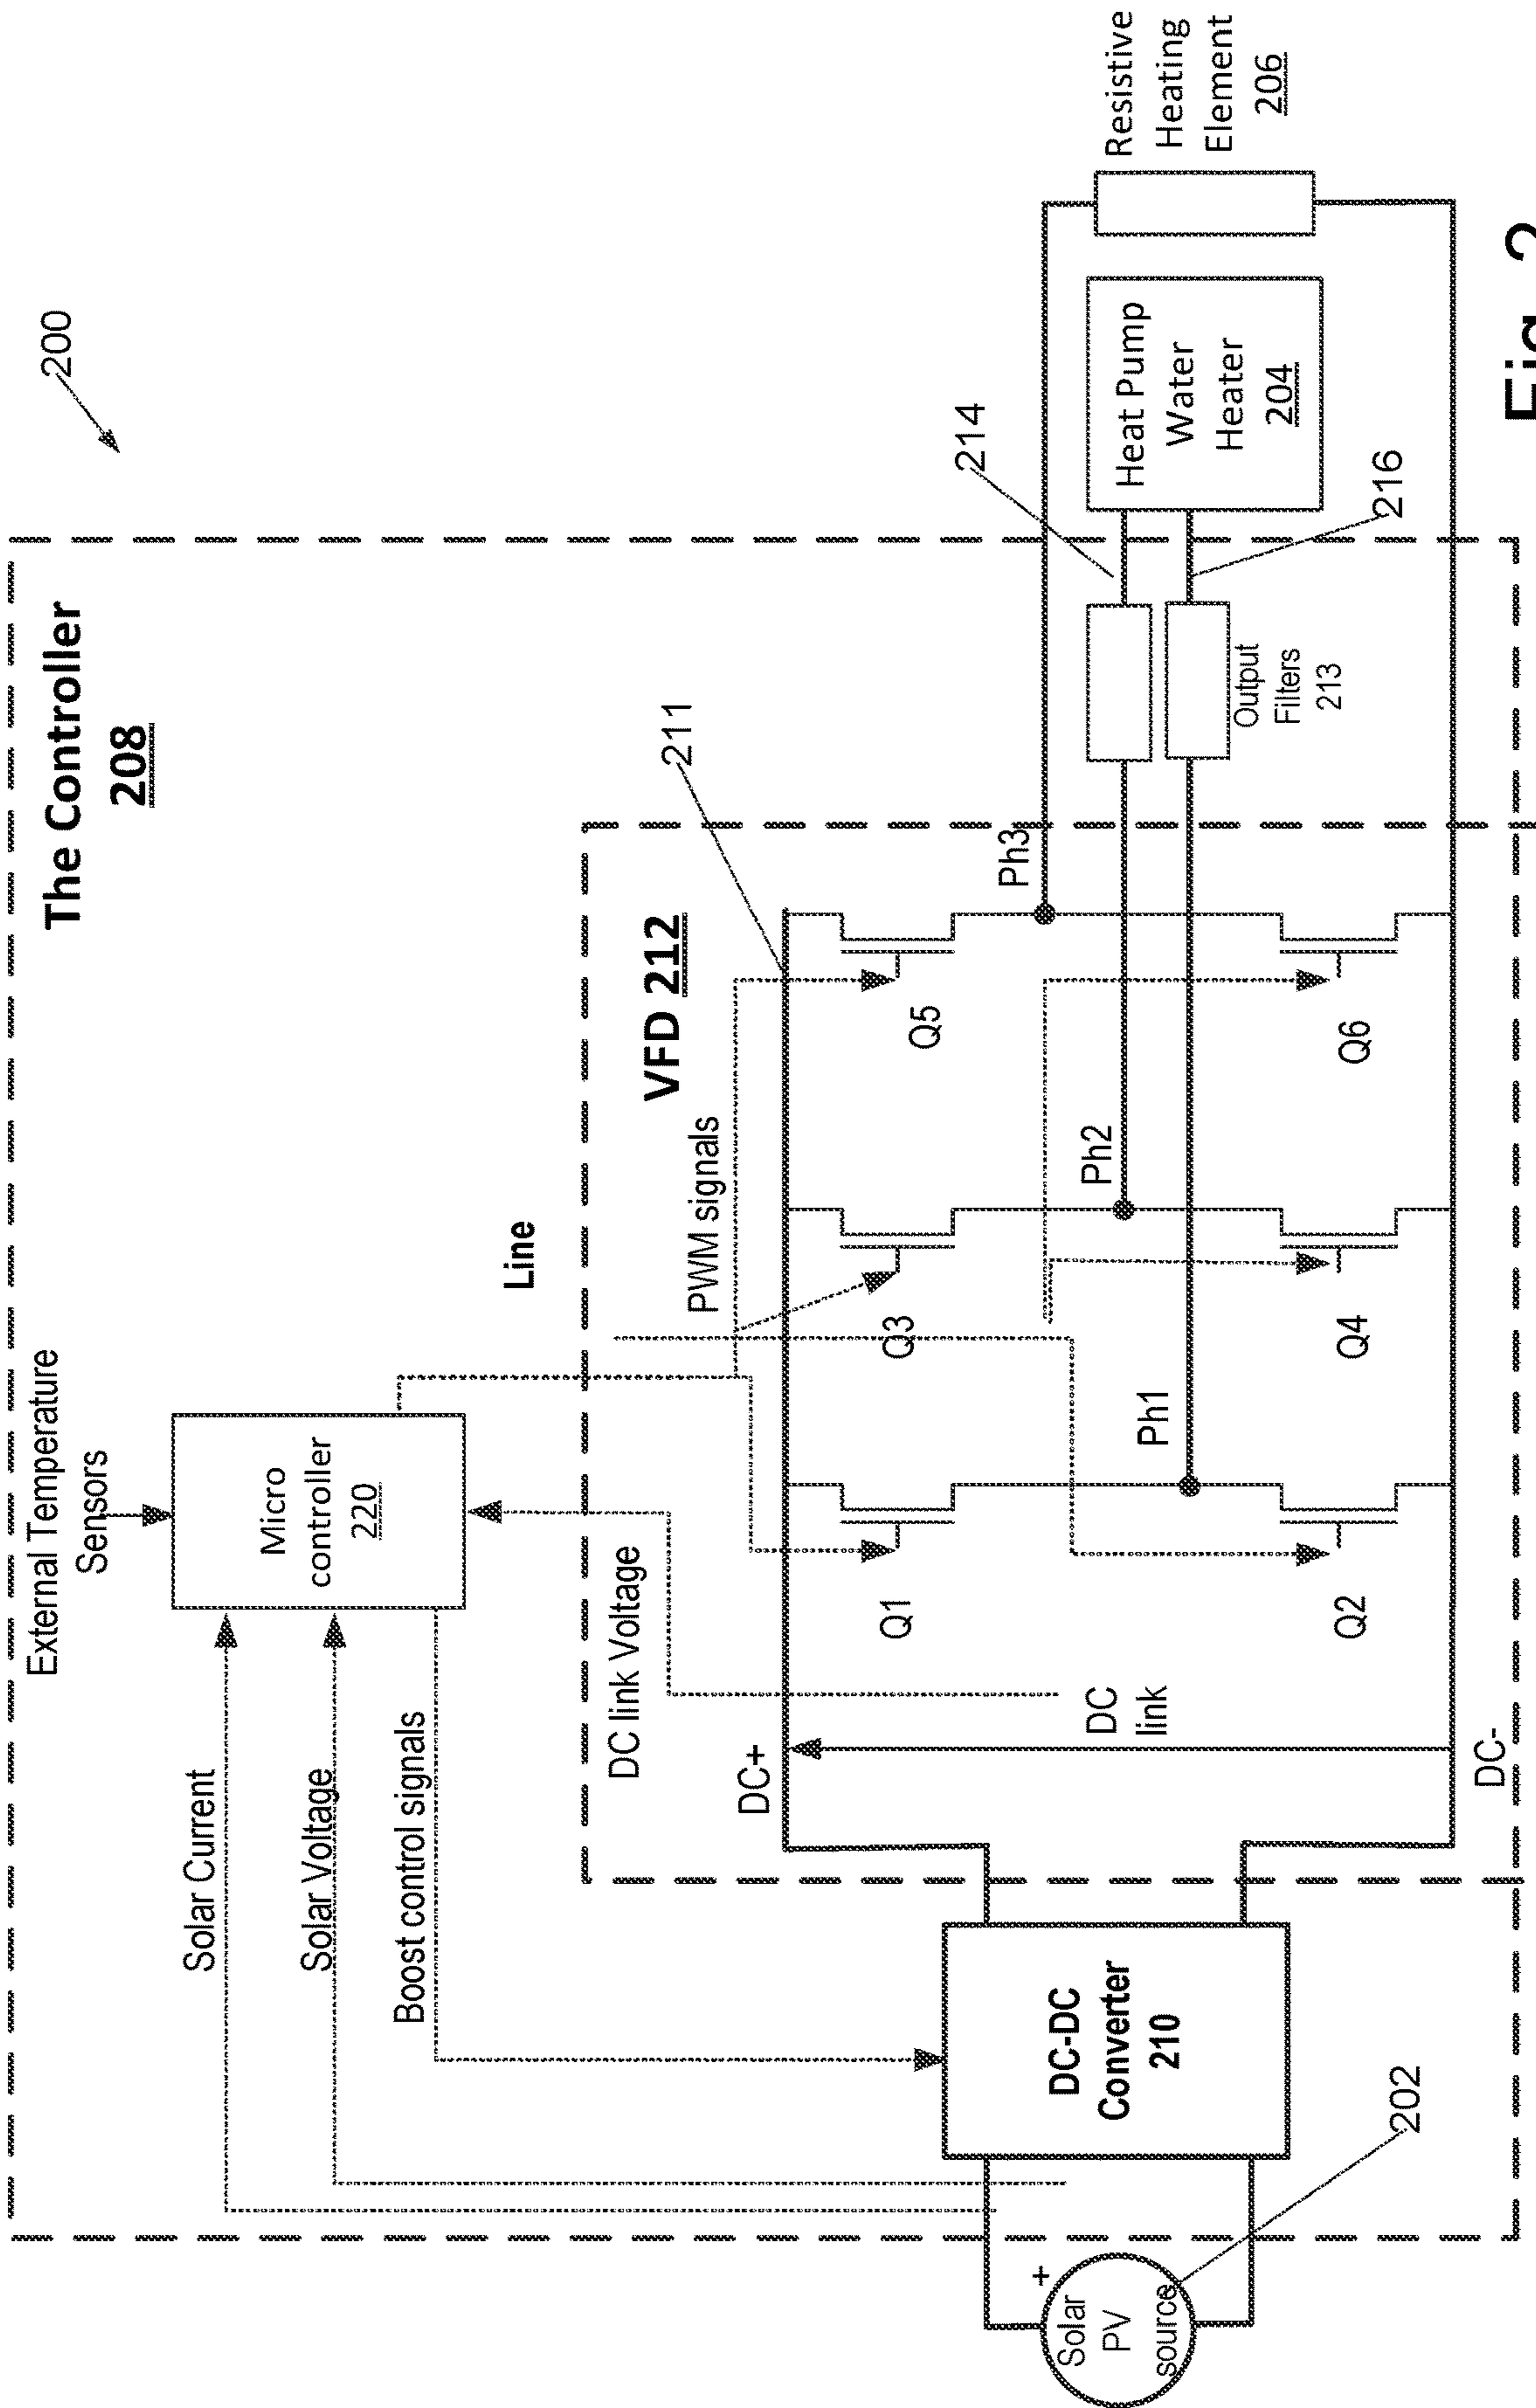 200
The Controller
208
External Temperature
Sensors
Solar Current
Solar Voltage
Boost control signals
Micro
controller
220
Line
DC link Voltage
PWM signals
VFD 212
211
DC+
DC
link
DC-
Q1
Q2
Q3
Q4
Q5
Q6
Ph1
Ph2
Ph3
214
216
Output
Filters
213
Heat Pump
Water
Heater
204
Resistive
Heating
Element
206
DC-DC
Converter
210
+
Solar
PV
source
202
Fig. 2